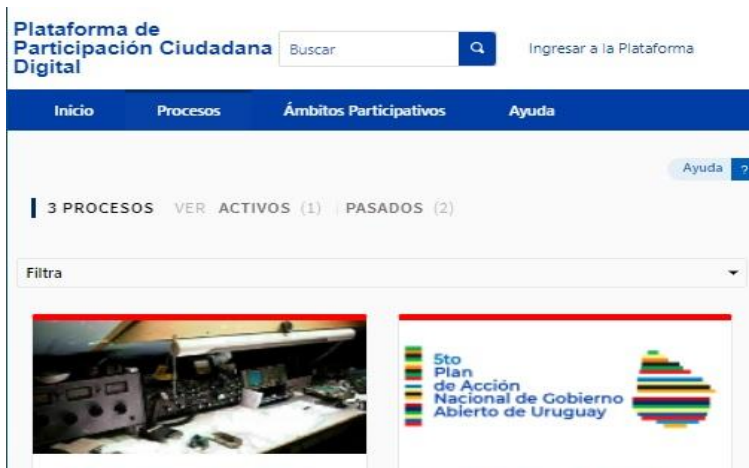 Plataforma de
Participación Ciudadana
Digital
Buscar
Ingresar a la Plataforma
Inicio Procesos Ámbitos Participativos Ayuda
Ayuda ?
3 PROCESOS VER ACTIVOS (1) PASADOS (2)
Filtra
5to
Plan
de Acción
Nacional de Gobierno
Abierto de Uruguay